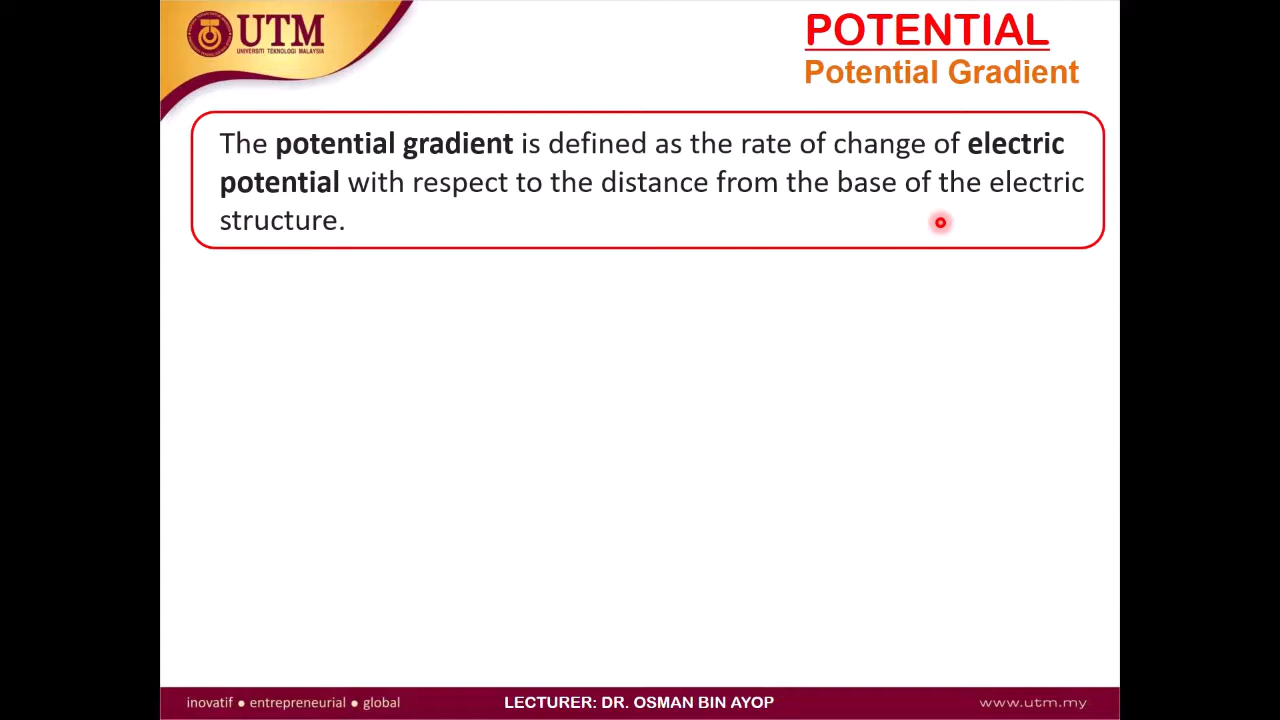 UTM
UNIVERSITI TEKNOLOGI MALAYSIA
POTENTIAL
Potential Gradient
The potential gradient is defined as the rate of change of electric
potential with respect to the distance from the base of the electric
structure.
inovatif ● entrepreneurial ● global
LECTURER: DR. OSMAN BIN AYOP
www.utm.my